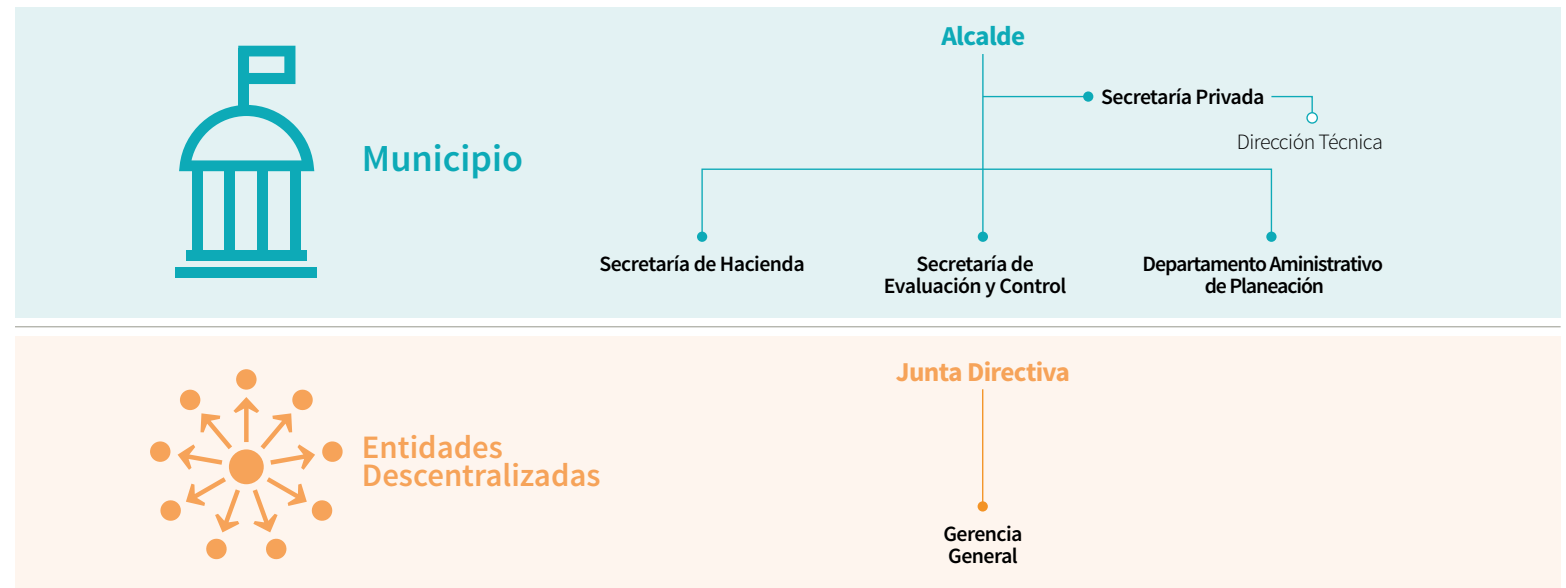 Alcalde
Secretaría Privada
Dirección Técnica
Municipio
Secretaría de Hacienda
Secretaría de
Evaluación y Control
Departamento Aministrativo
de Planeación
Junta Directiva
Entidades
Descentralizadas
Gerencia
General